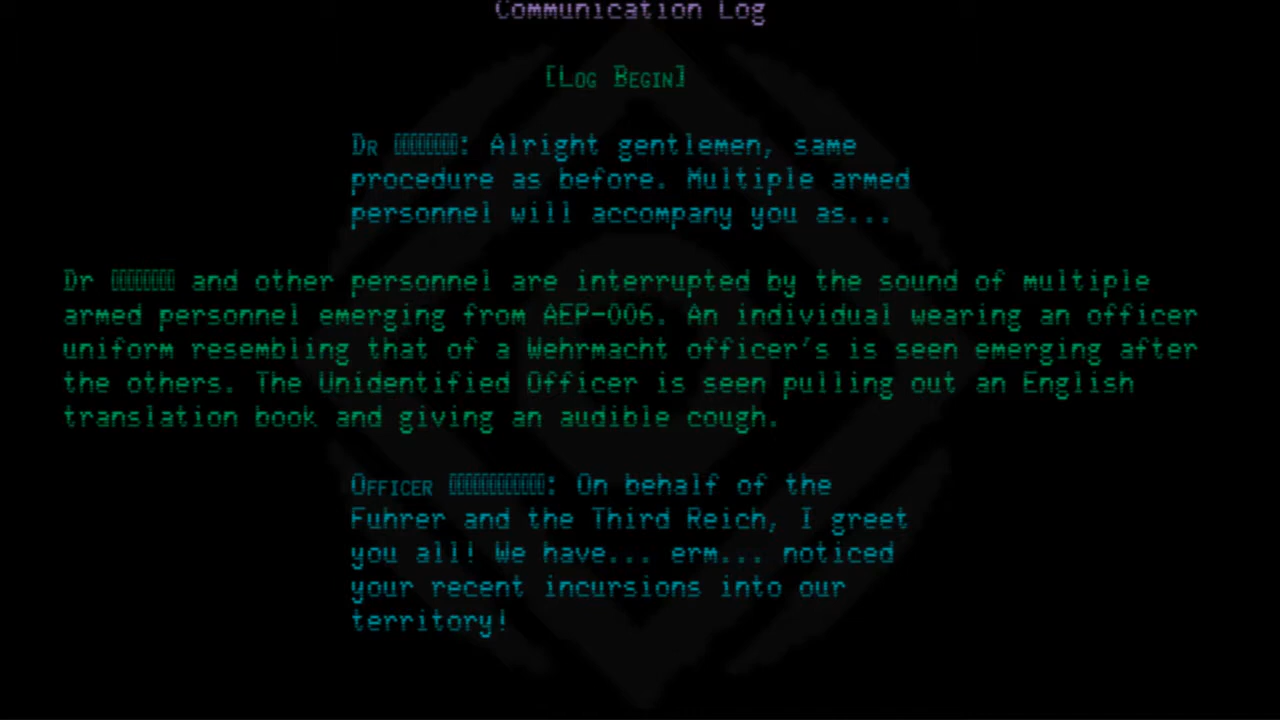 Communication Log
[Log Begin]
Dr ▯▯▯▯▯▯▯▯: Alright gentlemen, same
procedure as before. Multiple armed
personnel will accompany you as...
Dr ▯▯▯▯▯▯▯▯ and other personnel are interrupted by the sound of multiple
armed personnel emerging from AEP-006. An individual wearing an officer
uniform resembling that of a Wehrmacht officer's is seen emerging after
the others. The Unidentified Officer is seen pulling out an English
translation book and giving an audible cough.
Officer ▯▯▯▯▯▯▯▯▯▯▯▯: On behalf of the
Fuhrer and the Third Reich, I greet
you all! We have... erm... noticed
your recent incursions into our
territory!